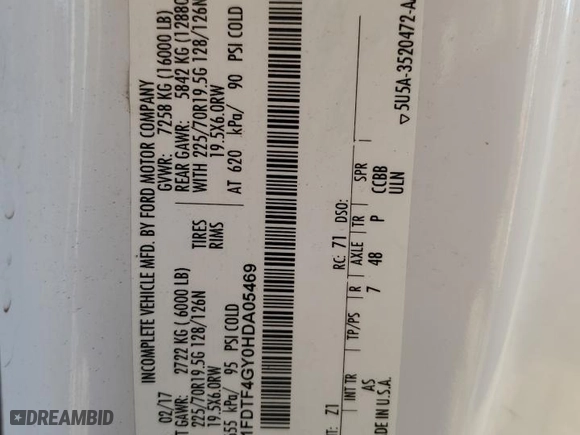 INCOMPLETE VEHICLE MFD. BY FORD MOTOR COMPANY
02/17 GVWR: 7258 KG (16000 LB)
T GAWR: 2722 KG ( 6000 LB) REAR GAWR: 5842 KG (12880
225/70R19.5G 128/126N TIRES WITH 225/70R19.5G 128/126N
19.5X6.0RW RIMS 19.5X6.0RW
655 kPa/ 95 PSI COLD AT 620 kPa/ 90 PSI COLD
1FDTF4GY0HDA05469
T: Z1 RC: 71 DSO:
INT TR TP/PS R AXLE TR SPR
AS 7 48 P CCBB
DE IN U.S.A. ULN
5U5A-3520472-A
DREAMBID